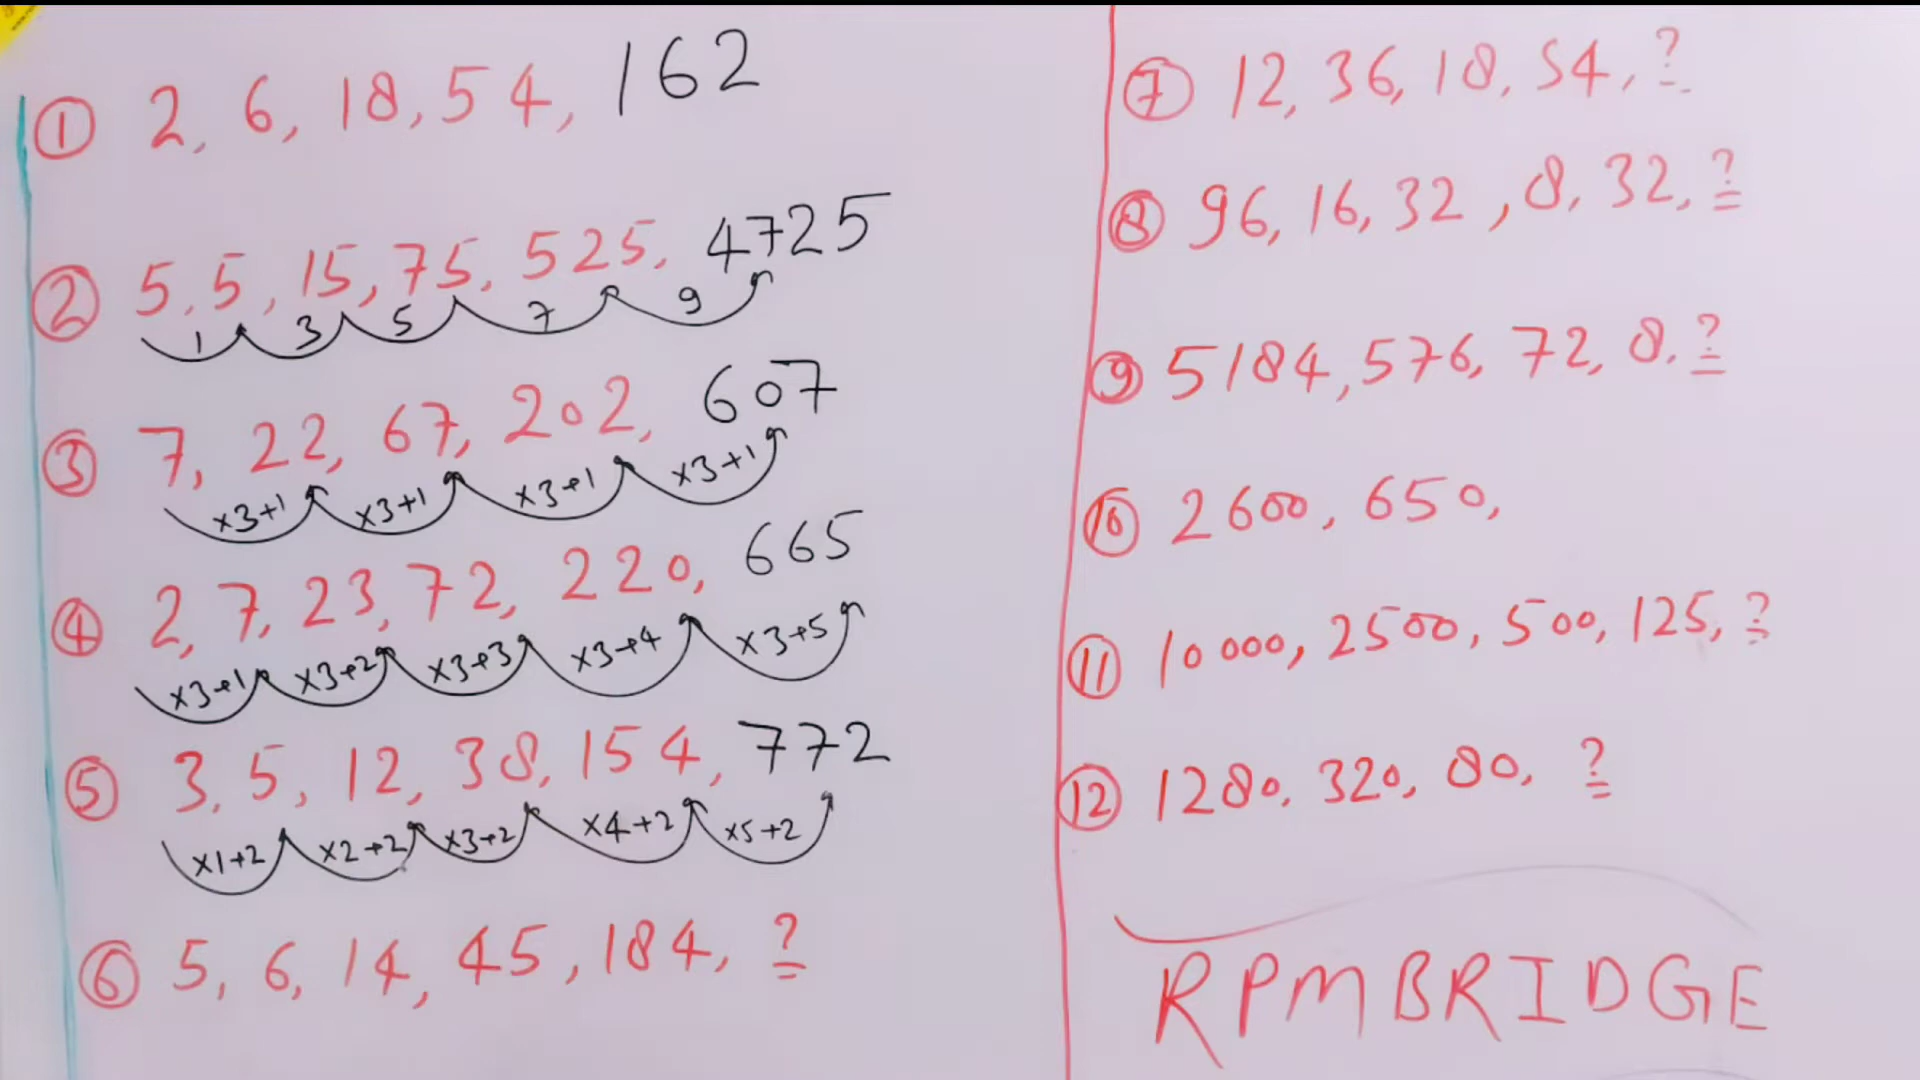 ① 2, 6, 18, 54, 162
② 5, 5, 15, 75, 525, 4725
1 3 5 7 9
③ 7, 22, 67, 202, 607
×3+1 ×3+1 ×3+1 ×3+1
④ 2, 7, 23, 72, 220, 665
×3+1 ×3+2 ×3+3 ×3+4 ×3+5
⑤ 3, 5, 12, 38, 154, 772
×1+2 ×2+2 ×3+2 ×4+2 ×5+2
⑥ 5, 6, 14, 45, 184, ?
⑦ 12, 36, 18, 54, ?
⑧ 96, 16, 32, 8, 32, ?
⑨ 5184, 576, 72, 8, ?
⑩ 2600, 650,
⑪ 10000, 2500, 500, 125, ?
⑫ 1280, 320, 80, ?
RPMBRIDGE